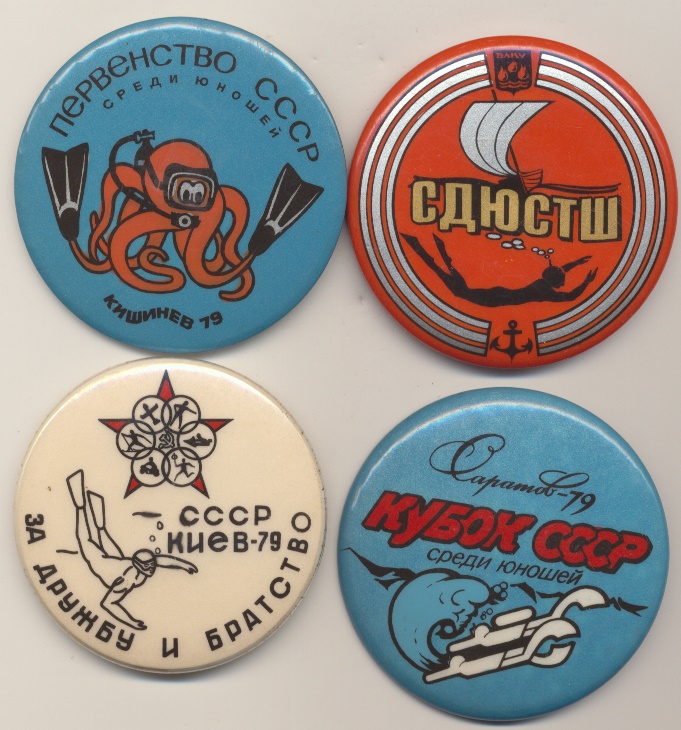 ПЕРВЕНСТВО СССР
СРЕДИ ЮНОШЕЙ
КИШИНЕВ 79
BAKY
СДЮСТШ
СССР
КИЕВ-79
ЗА ДРУЖБУ И БРАТСТВО
Саратов-79
КУБОК СССР
СРЕДИ ЮНОШЕЙ